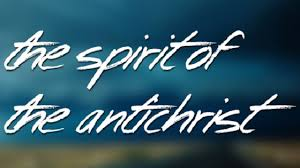 the spirit of
the antichrist